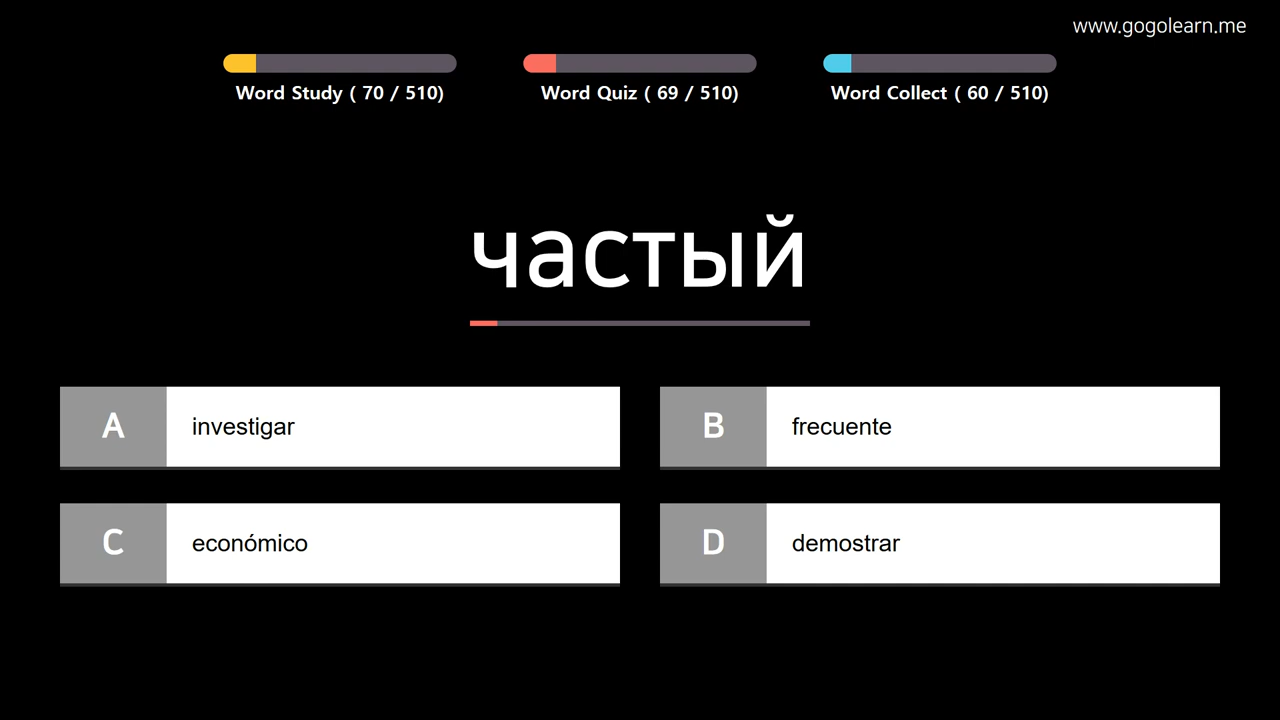 www.gogolearn.me
Word Study ( 70 / 510)
Word Quiz ( 69 / 510)
Word Collect ( 60 / 510)
частый
A investigar
B frecuente
C económico
D demostrar